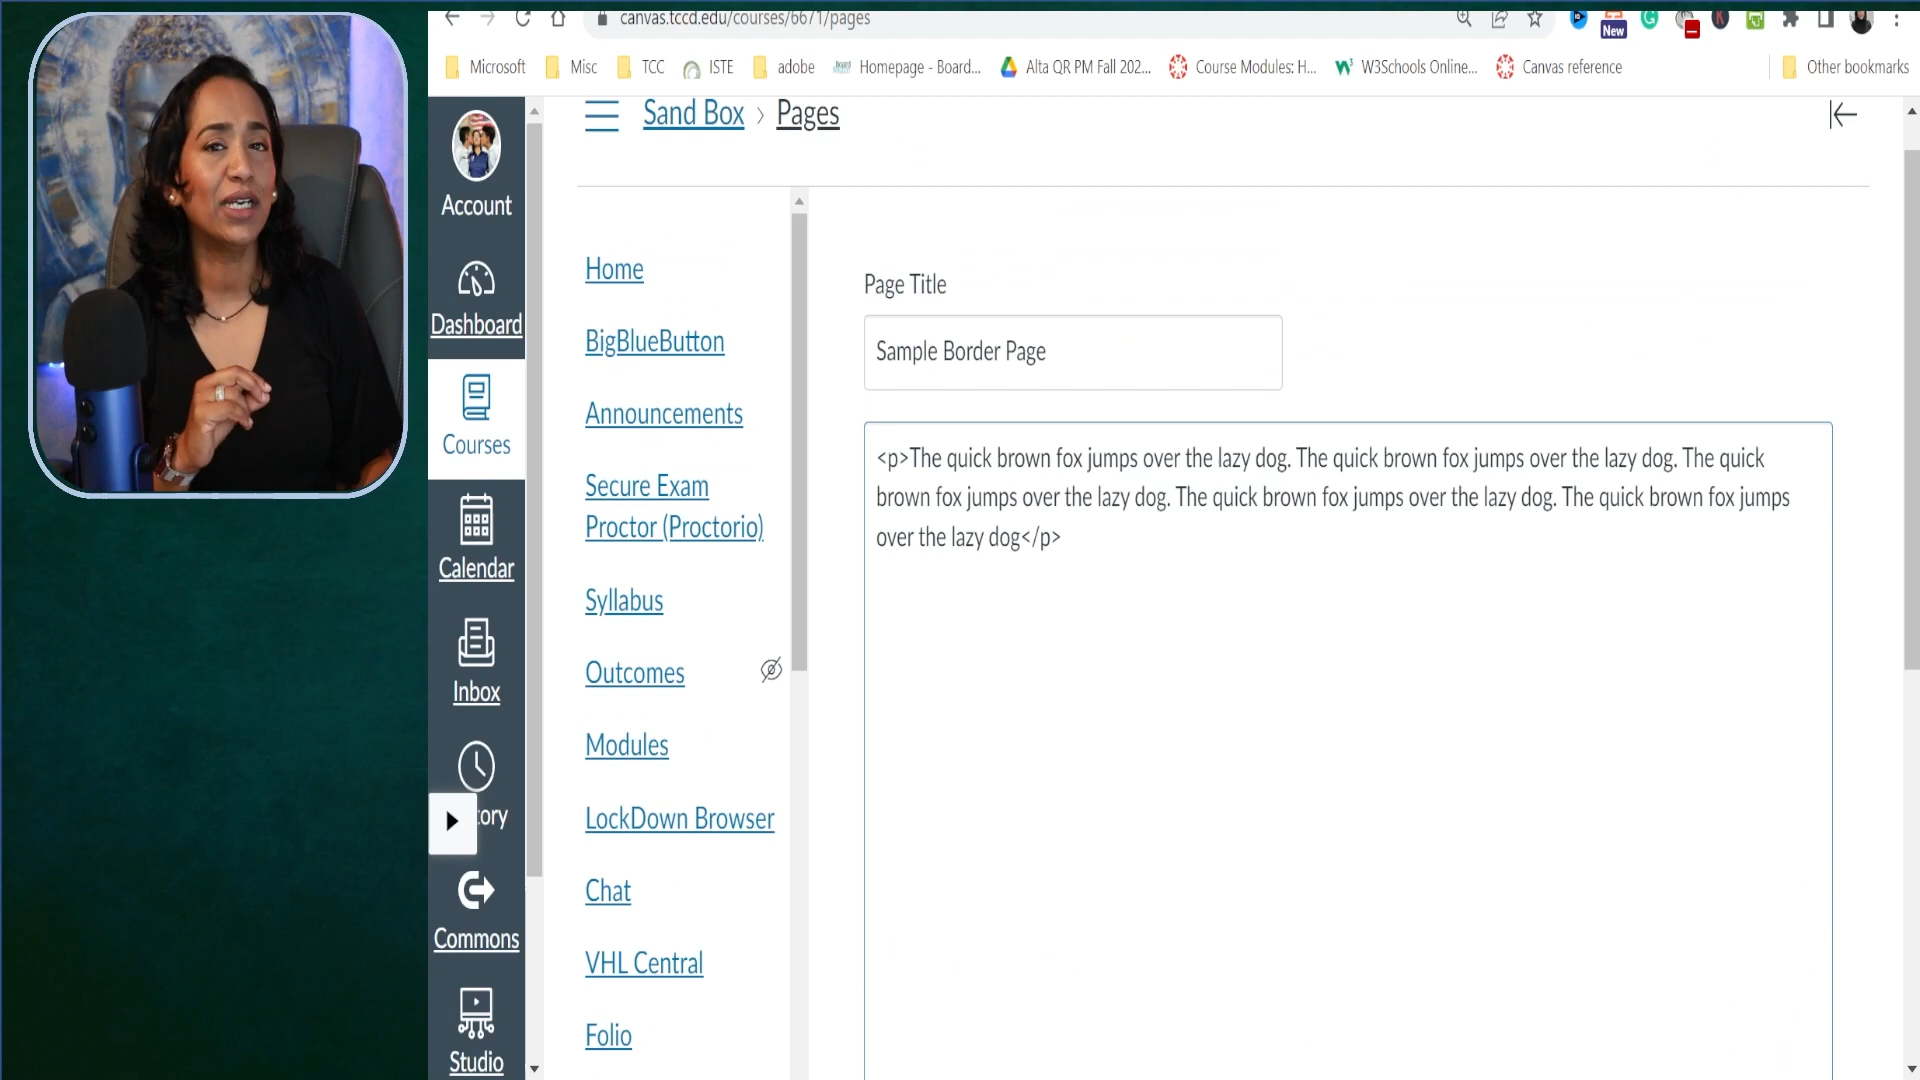 canvas.tccd.edu/courses/6671/pages
New
Microsoft
Misc
TCC
ISTE
adobe
Homepage - Board...
Alta QR PM Fall 202...
Course Modules: H...
W3Schools Online...
Canvas reference
Other bookmarks
Sand Box › Pages
Account
Dashboard
Courses
Calendar
Inbox
tory
Commons
Studio
Home
BigBlueButton
Announcements
Secure Exam
Proctor (Proctorio)
Syllabus
Outcomes
Modules
LockDown Browser
Chat
VHL Central
Folio
Page Title
Sample Border Page
<p>The quick brown fox jumps over the lazy dog. The quick brown fox jumps over the lazy dog. The quick
brown fox jumps over the lazy dog. The quick brown fox jumps over the lazy dog. The quick brown fox jumps
over the lazy dog</p>